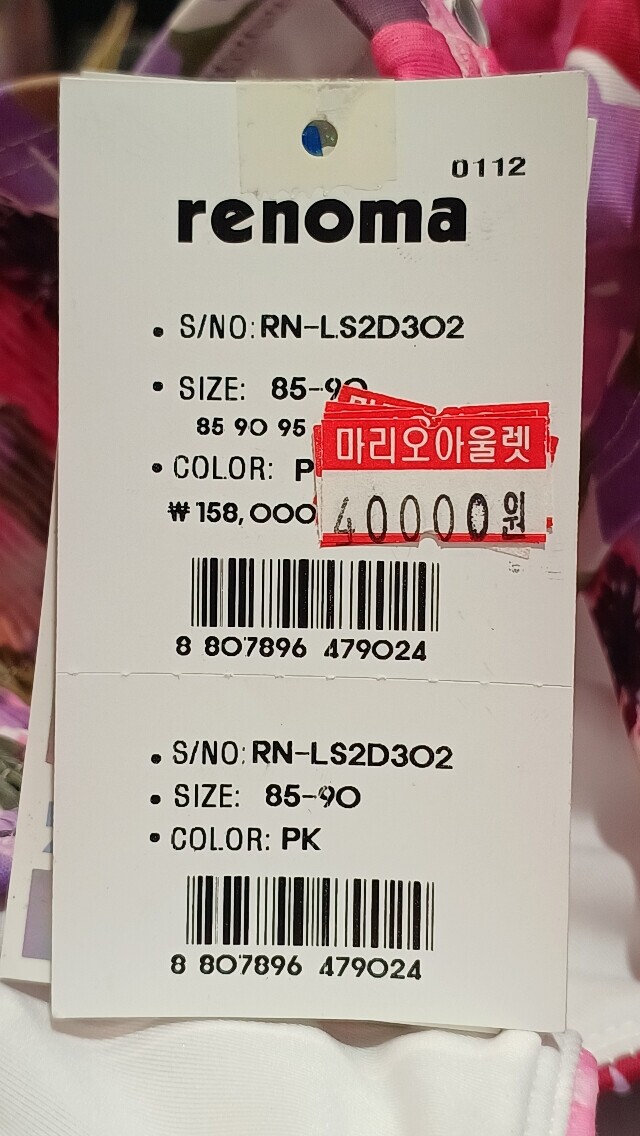 0112
renoma
• S/NO: RN-LS2D302
• SIZE: 85-90
85 90 95
• COLOR: P
₩158,000
마리오아울렛
40000원
8 807896 479024
• S/NO: RN-LS2D302
• SIZE: 85-90
• COLOR: PK
8 807896 479024